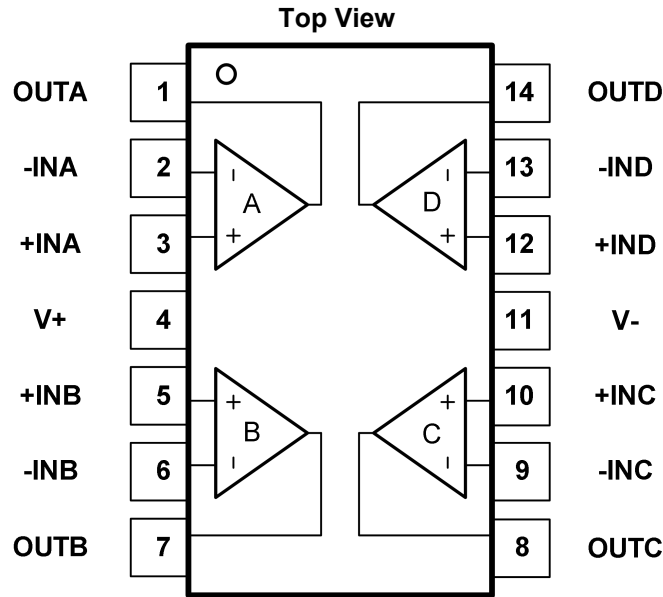 Top View
OUTA 1 14 OUTD
-INA 2 - - 13 -IND
A D
+INA 3 + + 12 +IND
V+ 4 11 V-
+INB 5 + + 10 +INC
B C
-INB 6 - - 9 -INC
OUTB 7 8 OUTC